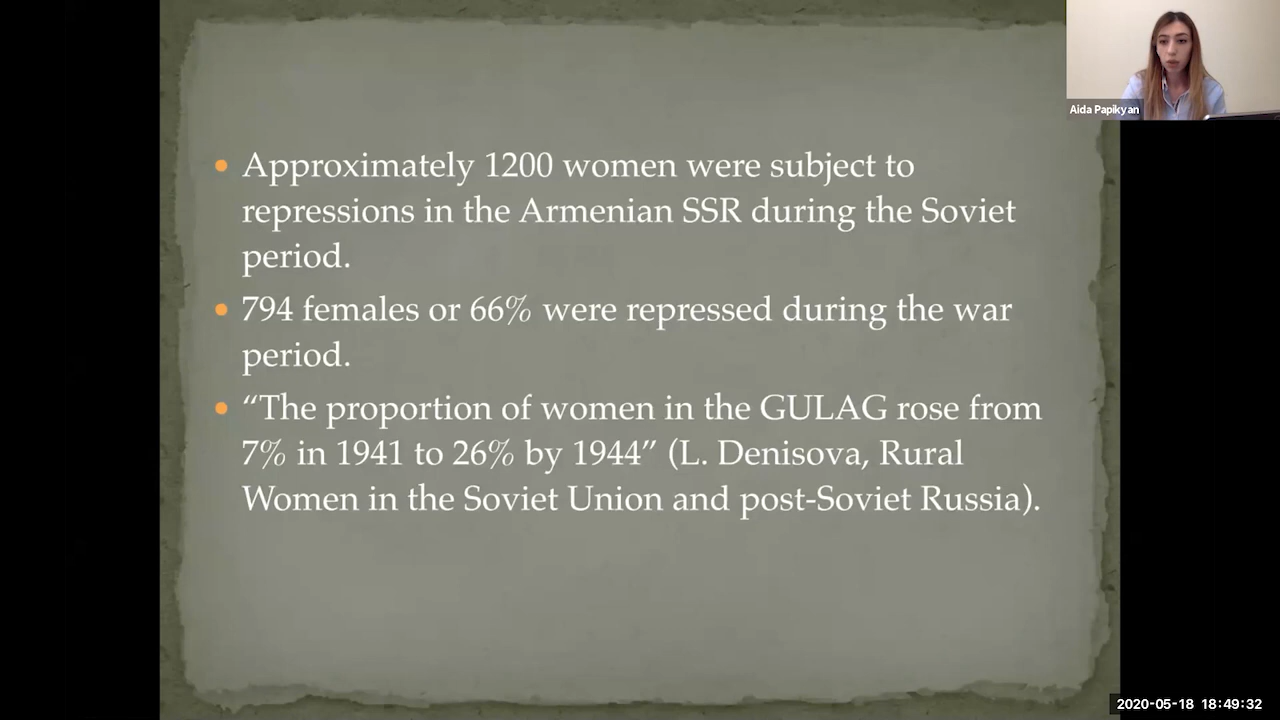 Aida Papikyan
• Approximately 1200 women were subject to
repressions in the Armenian SSR during the Soviet
period.
• 794 females or 66% were repressed during the war
period.
• “The proportion of women in the GULAG rose from
7% in 1941 to 26% by 1944” (L. Denisova, Rural
Women in the Soviet Union and post-Soviet Russia).
2020-05-18 18:49:32